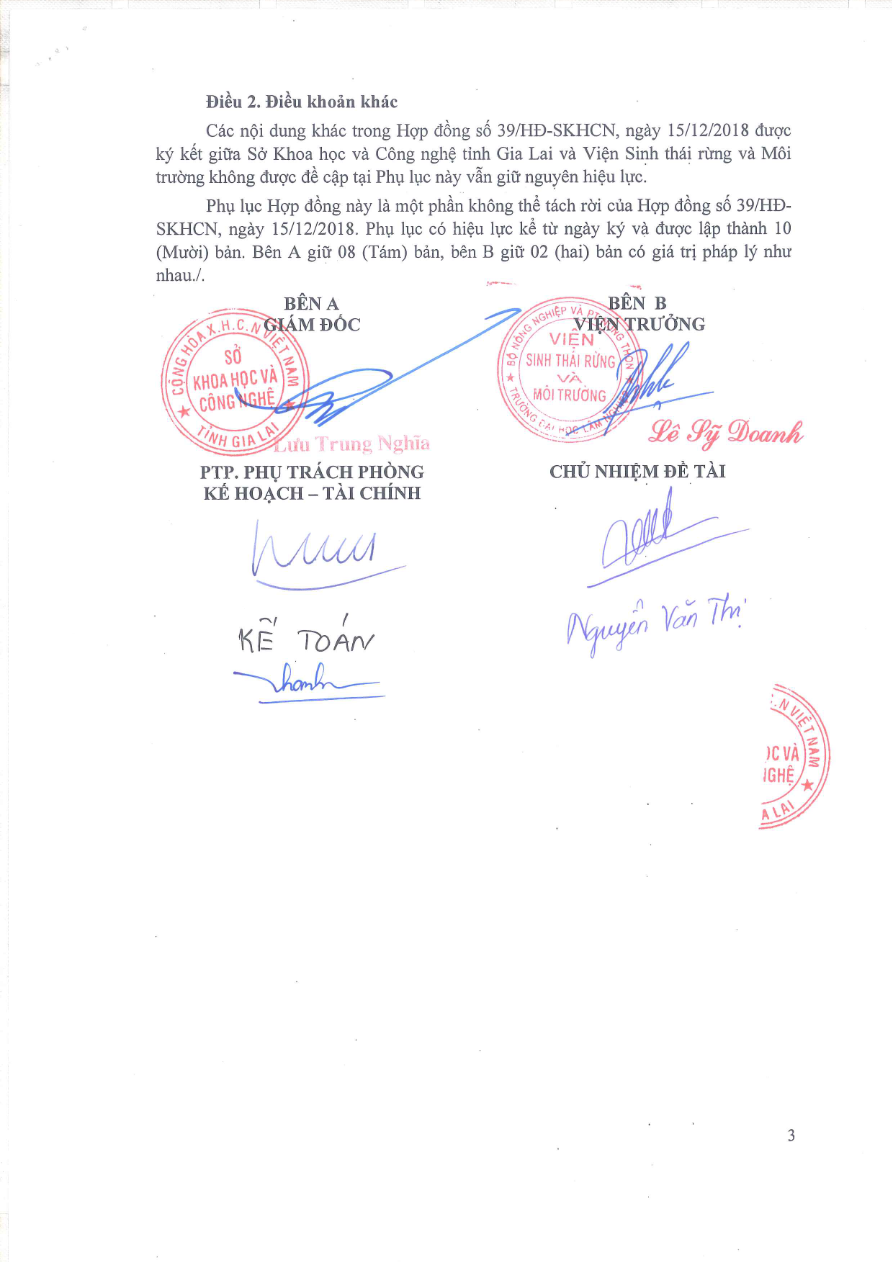 Điều 2. Điều khoản khác
Các nội dung khác trong Hợp đồng số 39/HĐ-SKHCN, ngày 15/12/2018 được
ký kết giữa Sở Khoa học và Công nghệ tỉnh Gia Lai và Viện Sinh thái rừng và Môi
trường không được đề cập tại Phụ lục này vẫn giữ nguyên hiệu lực.
Phụ lục Hợp đồng này là một phần không thể tách rời của Hợp đồng số 39/HĐ-
SKHCN, ngày 15/12/2018. Phụ lục có hiệu lực kể từ ngày ký và được lập thành 10
(Mười) bản. Bên A giữ 08 (Tám) bản, bên B giữ 02 (hai) bản có giá trị pháp lý như
nhau./.
BÊN A
GIÁM ĐỐC
CỘNG HÒA X.H.C.N VIỆT NAM
SỞ
KHOA HỌC VÀ
CÔNG NGHỆ
TỈNH GIA LAI
Lưu Trung Nghĩa
BÊN B
VIỆN TRƯỞNG
BỘ NÔNG NGHIỆP VÀ PT NÔNG THÔN
VIỆN
SINH THÁI RỪNG
VÀ
MÔI TRƯỜNG
TRƯỜNG ĐẠI HỌC LÂM NGHIỆP
Lê Sỹ Doanh
PTP. PHỤ TRÁCH PHÒNG
KẾ HOẠCH – TÀI CHÍNH
CHỦ NHIỆM ĐỀ TÀI
KẾ TOÁN
Nguyễn Văn Thị
.N VIỆT NAM
ỌC VÀ
NGHỆ
A LAI
3